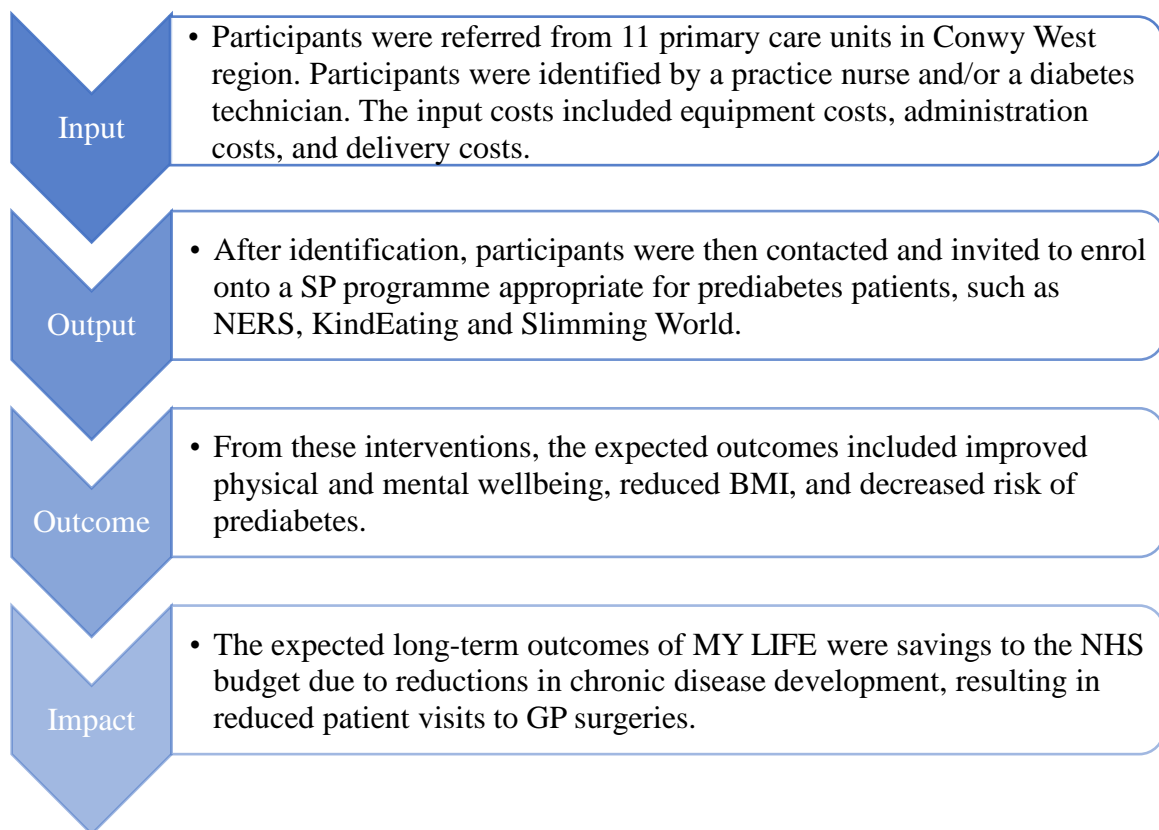 Input
• Participants were referred from 11 primary care units in Conwy West
region. Participants were identified by a practice nurse and/or a diabetes
technician. The input costs included equipment costs, administration
costs, and delivery costs.
Output
• After identification, participants were then contacted and invited to enrol
onto a SP programme appropriate for prediabetes patients, such as
NERS, KindEating and Slimming World.
Outcome
• From these interventions, the expected outcomes included improved
physical and mental wellbeing, reduced BMI, and decreased risk of
prediabetes.
Impact
• The expected long-term outcomes of MY LIFE were savings to the NHS
budget due to reductions in chronic disease development, resulting in
reduced patient visits to GP surgeries.